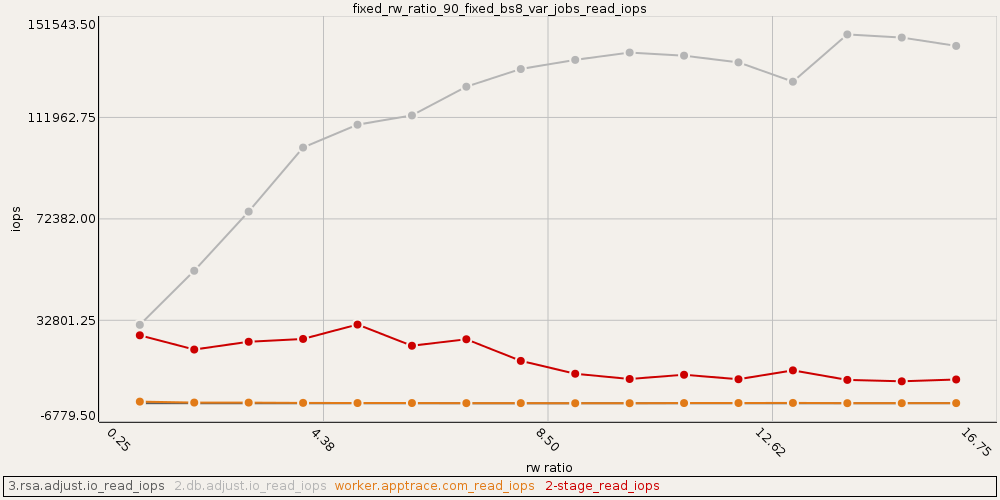 fixed_rw_ratio_90_fixed_bs8_var_jobs_read_iops
151543.50
111962.75
72382.00
32801.25
-6779.50
iops
0.25
4.38
8.50
12.62
16.75
rw ratio
3.rsa.adjust.io_read_iops 2.db.adjust.io_read_iops worker.apptrace.com_read_iops 2-stage_read_iops